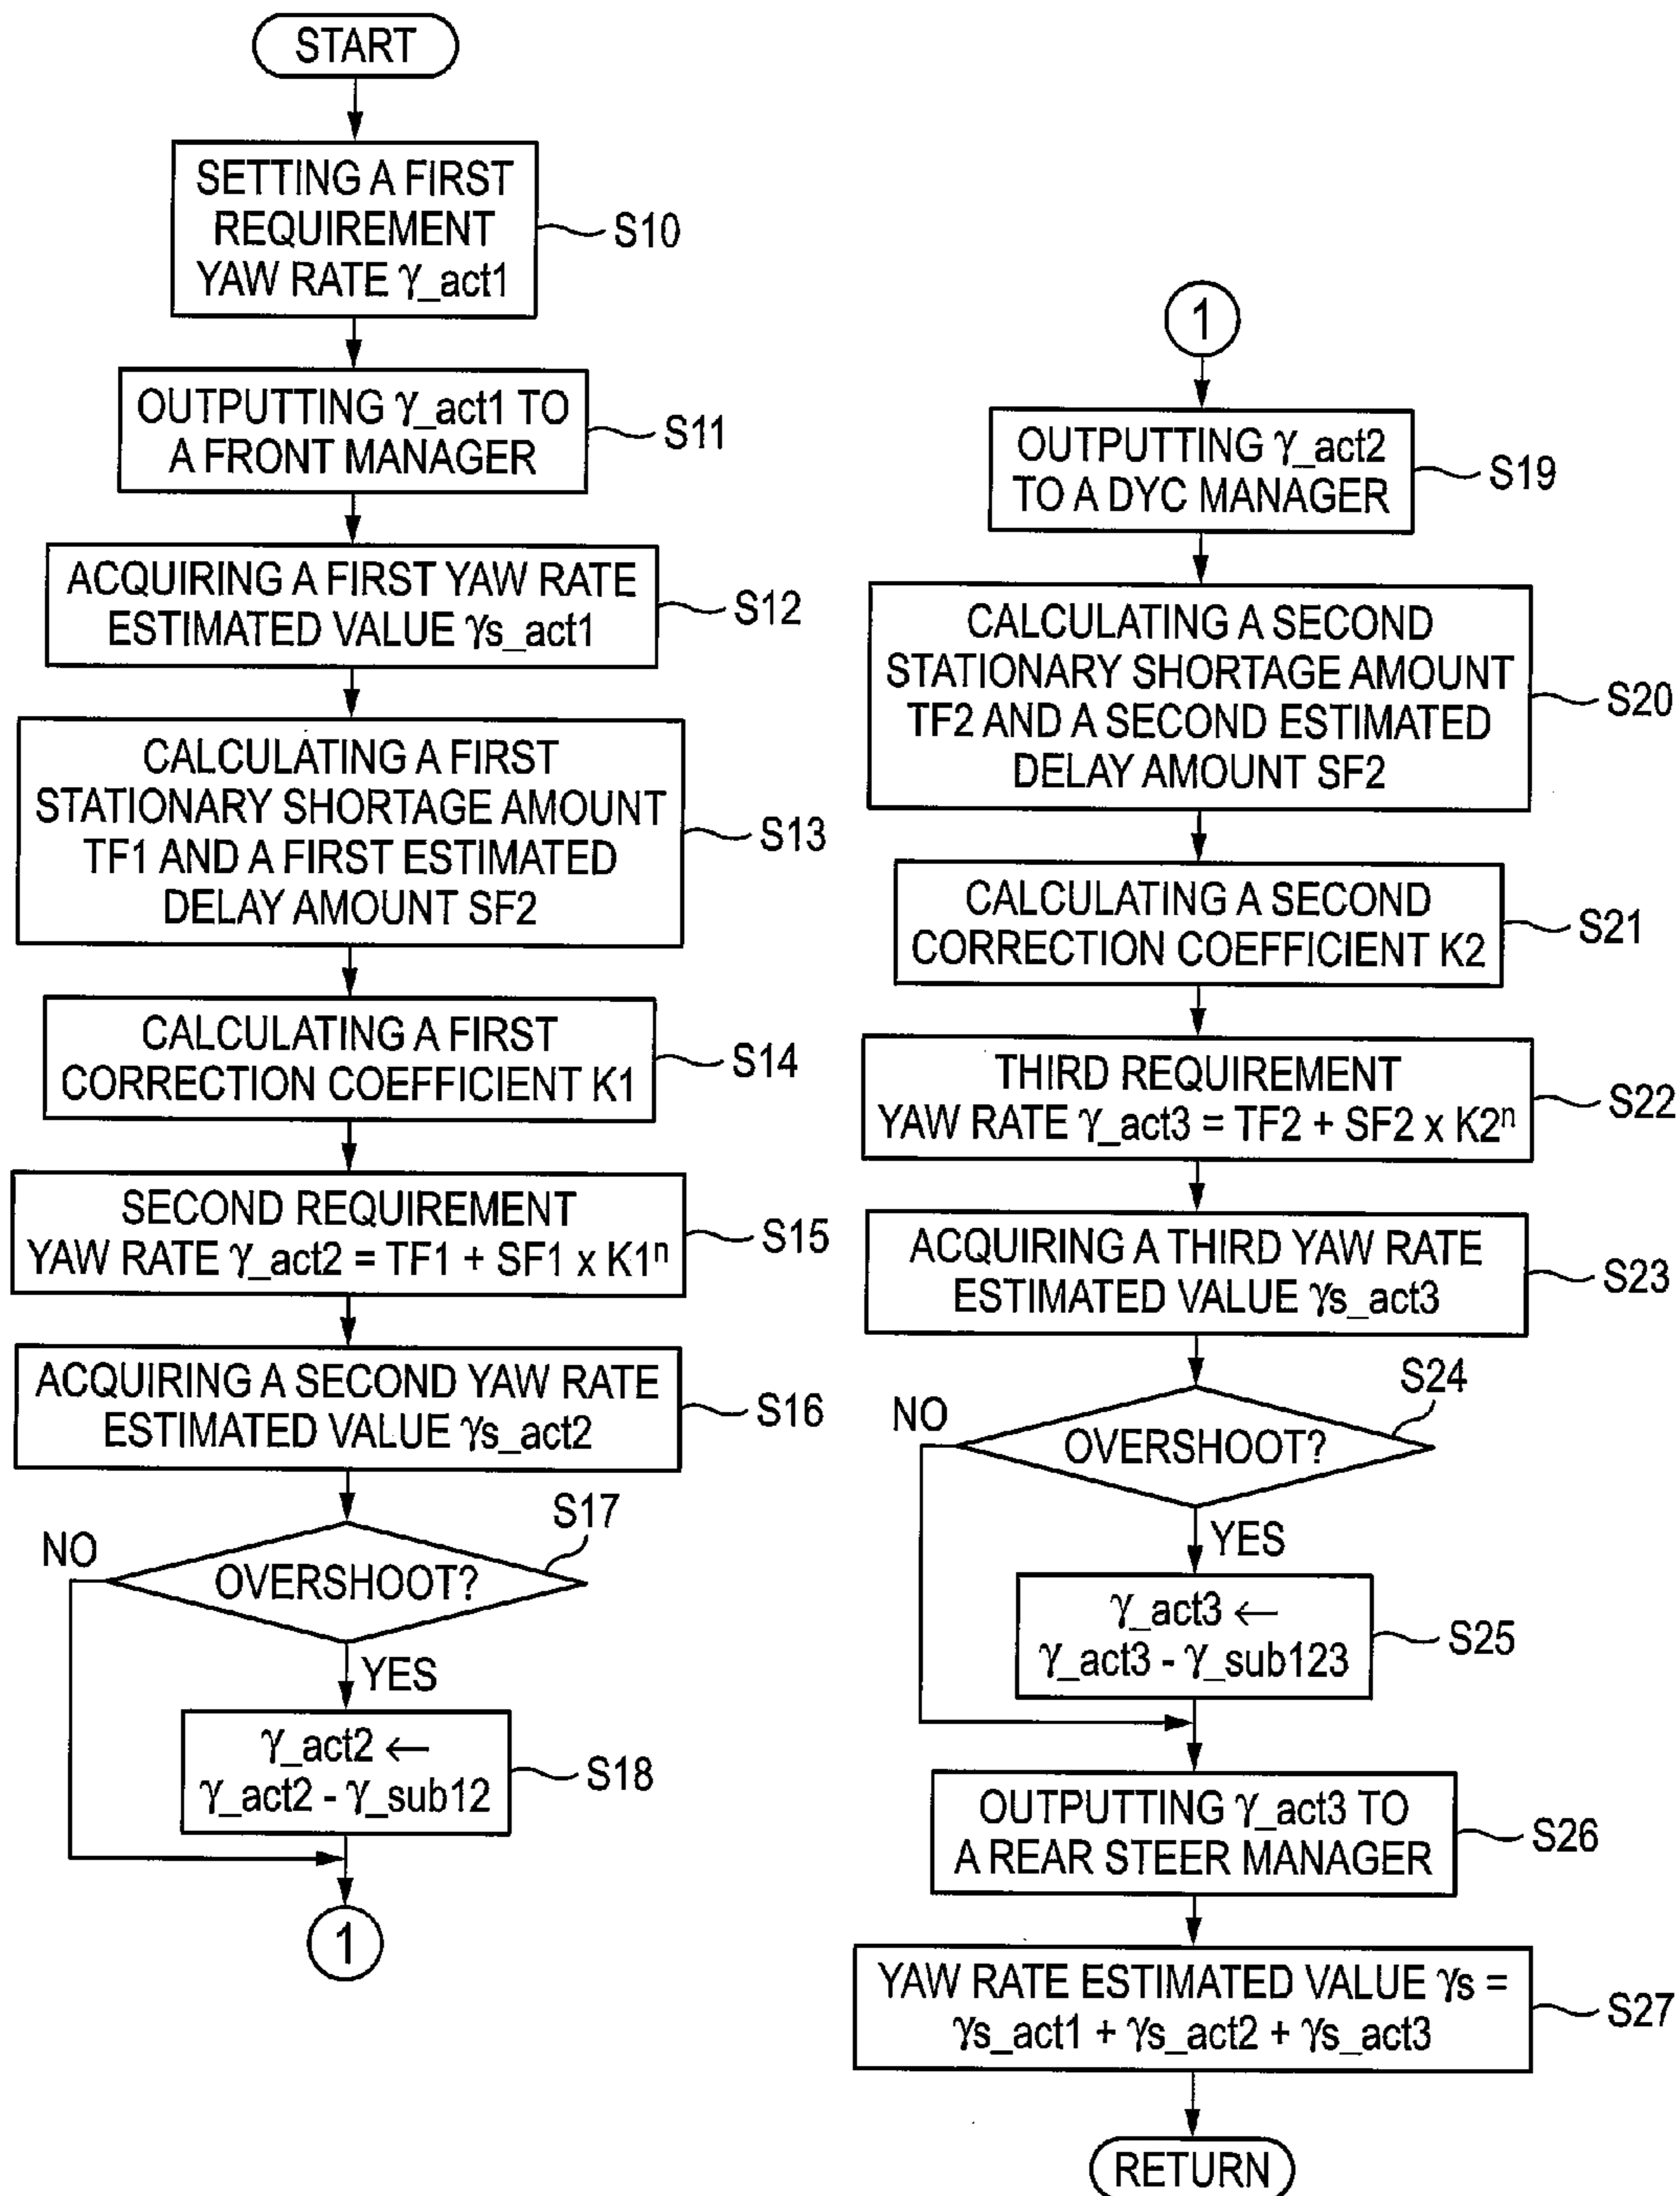 START
SETTING A FIRST
REQUIREMENT
YAW RATE γ_act1
S10
OUTPUTTING γ_act1 TO
A FRONT MANAGER
S11
ACQUIRING A FIRST YAW RATE
ESTIMATED VALUE γs_act1
S12
CALCULATING A FIRST
STATIONARY SHORTAGE AMOUNT
TF1 AND A FIRST ESTIMATED
DELAY AMOUNT SF2
S13
CALCULATING A FIRST
CORRECTION COEFFICIENT K1
S14
SECOND REQUIREMENT
YAW RATE γ_act2 = TF1 + SF1 x K1ⁿ
S15
ACQUIRING A SECOND YAW RATE
ESTIMATED VALUE γs_act2
S16
S17
NO
OVERSHOOT?
YES
γ_act2 ←
γ_act2 - γ_sub12
S18
1
1
OUTPUTTING γ_act2
TO A DYC MANAGER
S19
CALCULATING A SECOND
STATIONARY SHORTAGE AMOUNT
TF2 AND A SECOND ESTIMATED
DELAY AMOUNT SF2
S20
CALCULATING A SECOND
CORRECTION COEFFICIENT K2
S21
THIRD REQUIREMENT
YAW RATE γ_act3 = TF2 + SF2 x K2ⁿ
S22
ACQUIRING A THIRD YAW RATE
ESTIMATED VALUE γs_act3
S23
S24
NO
OVERSHOOT?
YES
γ_act3 ←
γ_act3 - γ_sub123
S25
OUTPUTTING γ_act3 TO
A REAR STEER MANAGER
S26
YAW RATE ESTIMATED VALUE γs =
γs_act1 + γs_act2 + γs_act3
S27
RETURN